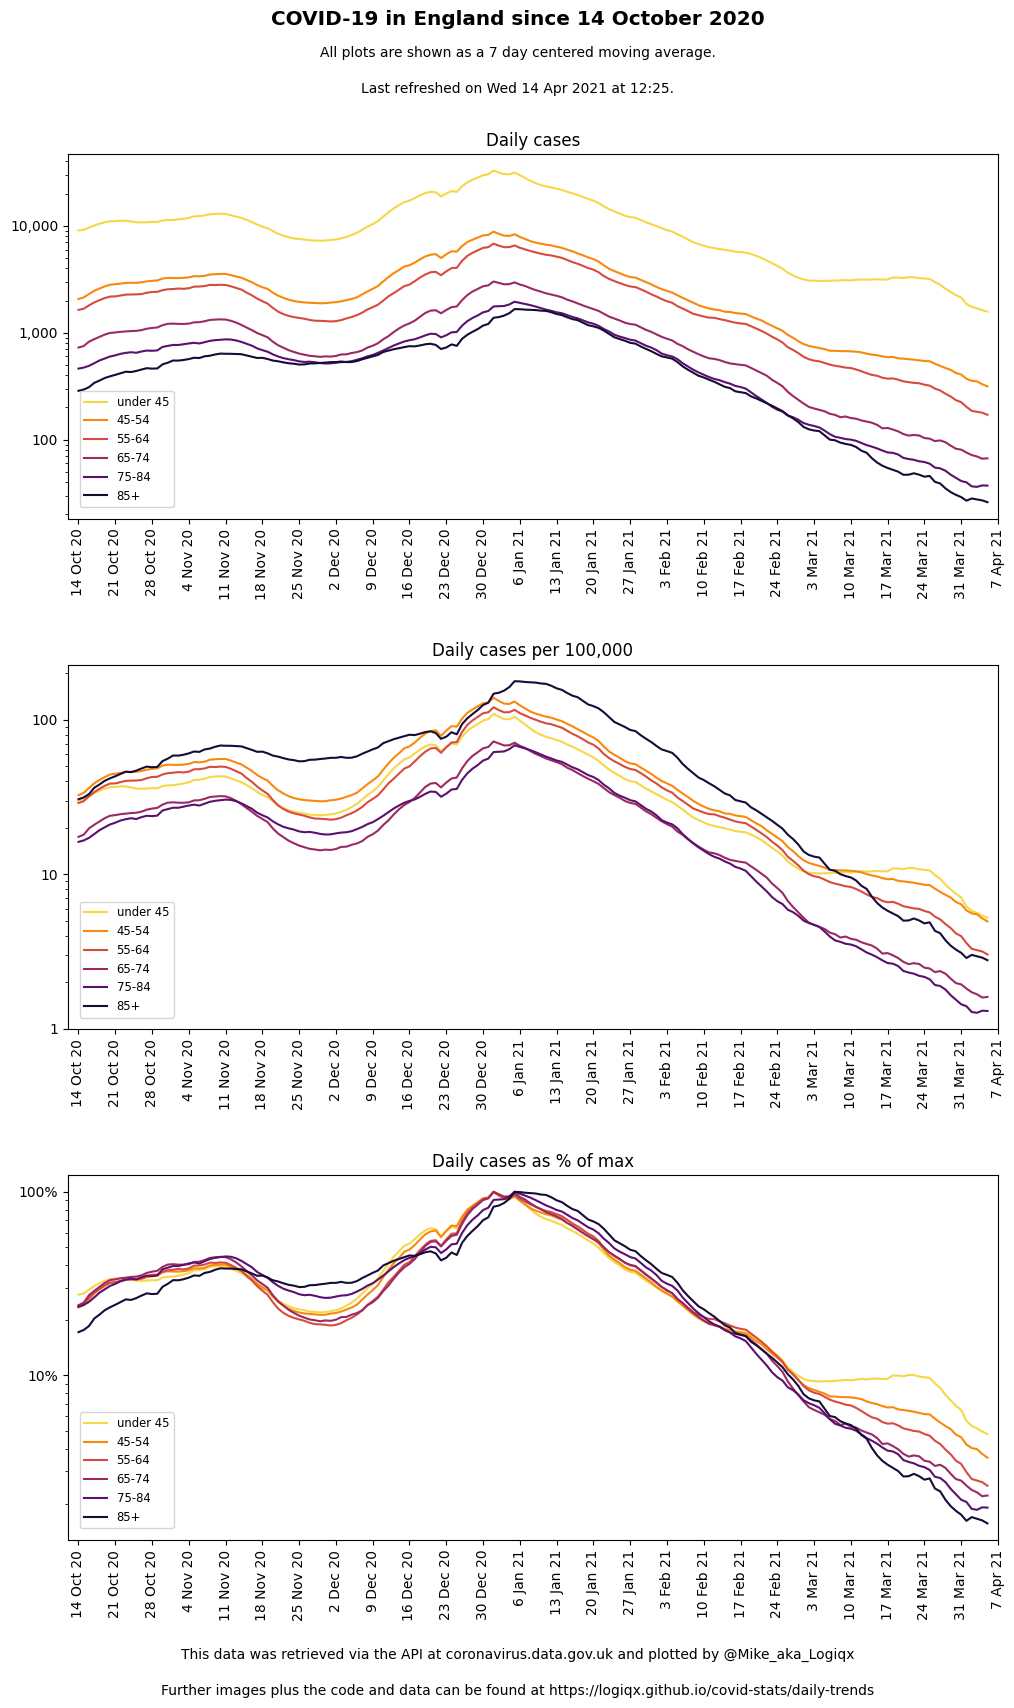 COVID-19 in England since 14 October 2020
All plots are shown as a 7 day centered moving average.
Last refreshed on Wed 14 Apr 2021 at 12:25.
Daily cases
10,000
1,000
100
under 45
45-54
55-64
65-74
75-84
85+
14 Oct 20
21 Oct 20
28 Oct 20
4 Nov 20
11 Nov 20
18 Nov 20
25 Nov 20
2 Dec 20
9 Dec 20
16 Dec 20
23 Dec 20
30 Dec 20
6 Jan 21
13 Jan 21
20 Jan 21
27 Jan 21
3 Feb 21
10 Feb 21
17 Feb 21
24 Feb 21
3 Mar 21
10 Mar 21
17 Mar 21
24 Mar 21
31 Mar 21
7 Apr 21
Daily cases per 100,000
100
10
1
under 45
45-54
55-64
65-74
75-84
85+
14 Oct 20
21 Oct 20
28 Oct 20
4 Nov 20
11 Nov 20
18 Nov 20
25 Nov 20
2 Dec 20
9 Dec 20
16 Dec 20
23 Dec 20
30 Dec 20
6 Jan 21
13 Jan 21
20 Jan 21
27 Jan 21
3 Feb 21
10 Feb 21
17 Feb 21
24 Feb 21
3 Mar 21
10 Mar 21
17 Mar 21
24 Mar 21
31 Mar 21
7 Apr 21
Daily cases as % of max
100%
10%
under 45
45-54
55-64
65-74
75-84
85+
14 Oct 20
21 Oct 20
28 Oct 20
4 Nov 20
11 Nov 20
18 Nov 20
25 Nov 20
2 Dec 20
9 Dec 20
16 Dec 20
23 Dec 20
30 Dec 20
6 Jan 21
13 Jan 21
20 Jan 21
27 Jan 21
3 Feb 21
10 Feb 21
17 Feb 21
24 Feb 21
3 Mar 21
10 Mar 21
17 Mar 21
24 Mar 21
31 Mar 21
7 Apr 21
This data was retrieved via the API at coronavirus.data.gov.uk and plotted by @Mike_aka_Logiqx
Further images plus the code and data can be found at https://logiqx.github.io/covid-stats/daily-trends